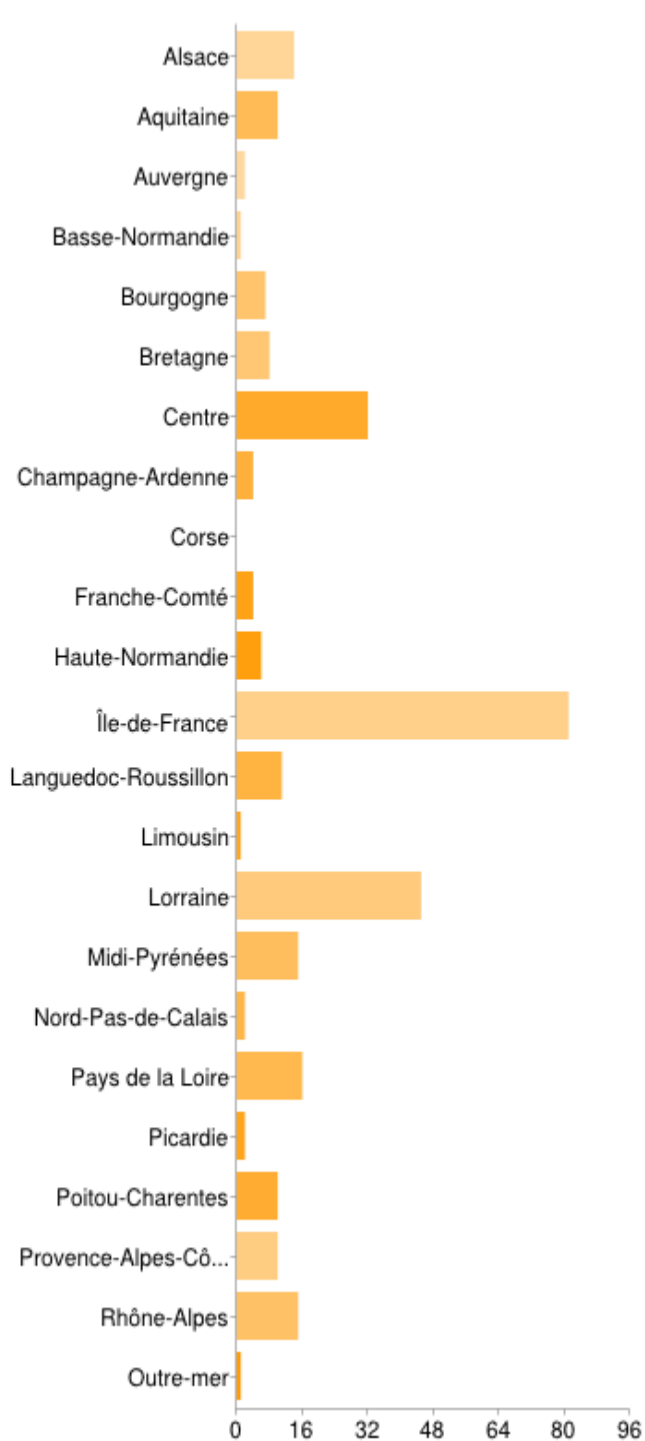 Alsace
Aquitaine
Auvergne
Basse-Normandie
Bourgogne
Bretagne
Centre
Champagne-Ardenne
Corse
Franche-Comté
Haute-Normandie
Île-de-France
Languedoc-Roussillon
Limousin
Lorraine
Midi-Pyrénées
Nord-Pas-de-Calais
Pays de la Loire
Picardie
Poitou-Charentes
Provence-Alpes-Cô...
Rhône-Alpes
Outre-mer
0 16 32 48 64 80 96